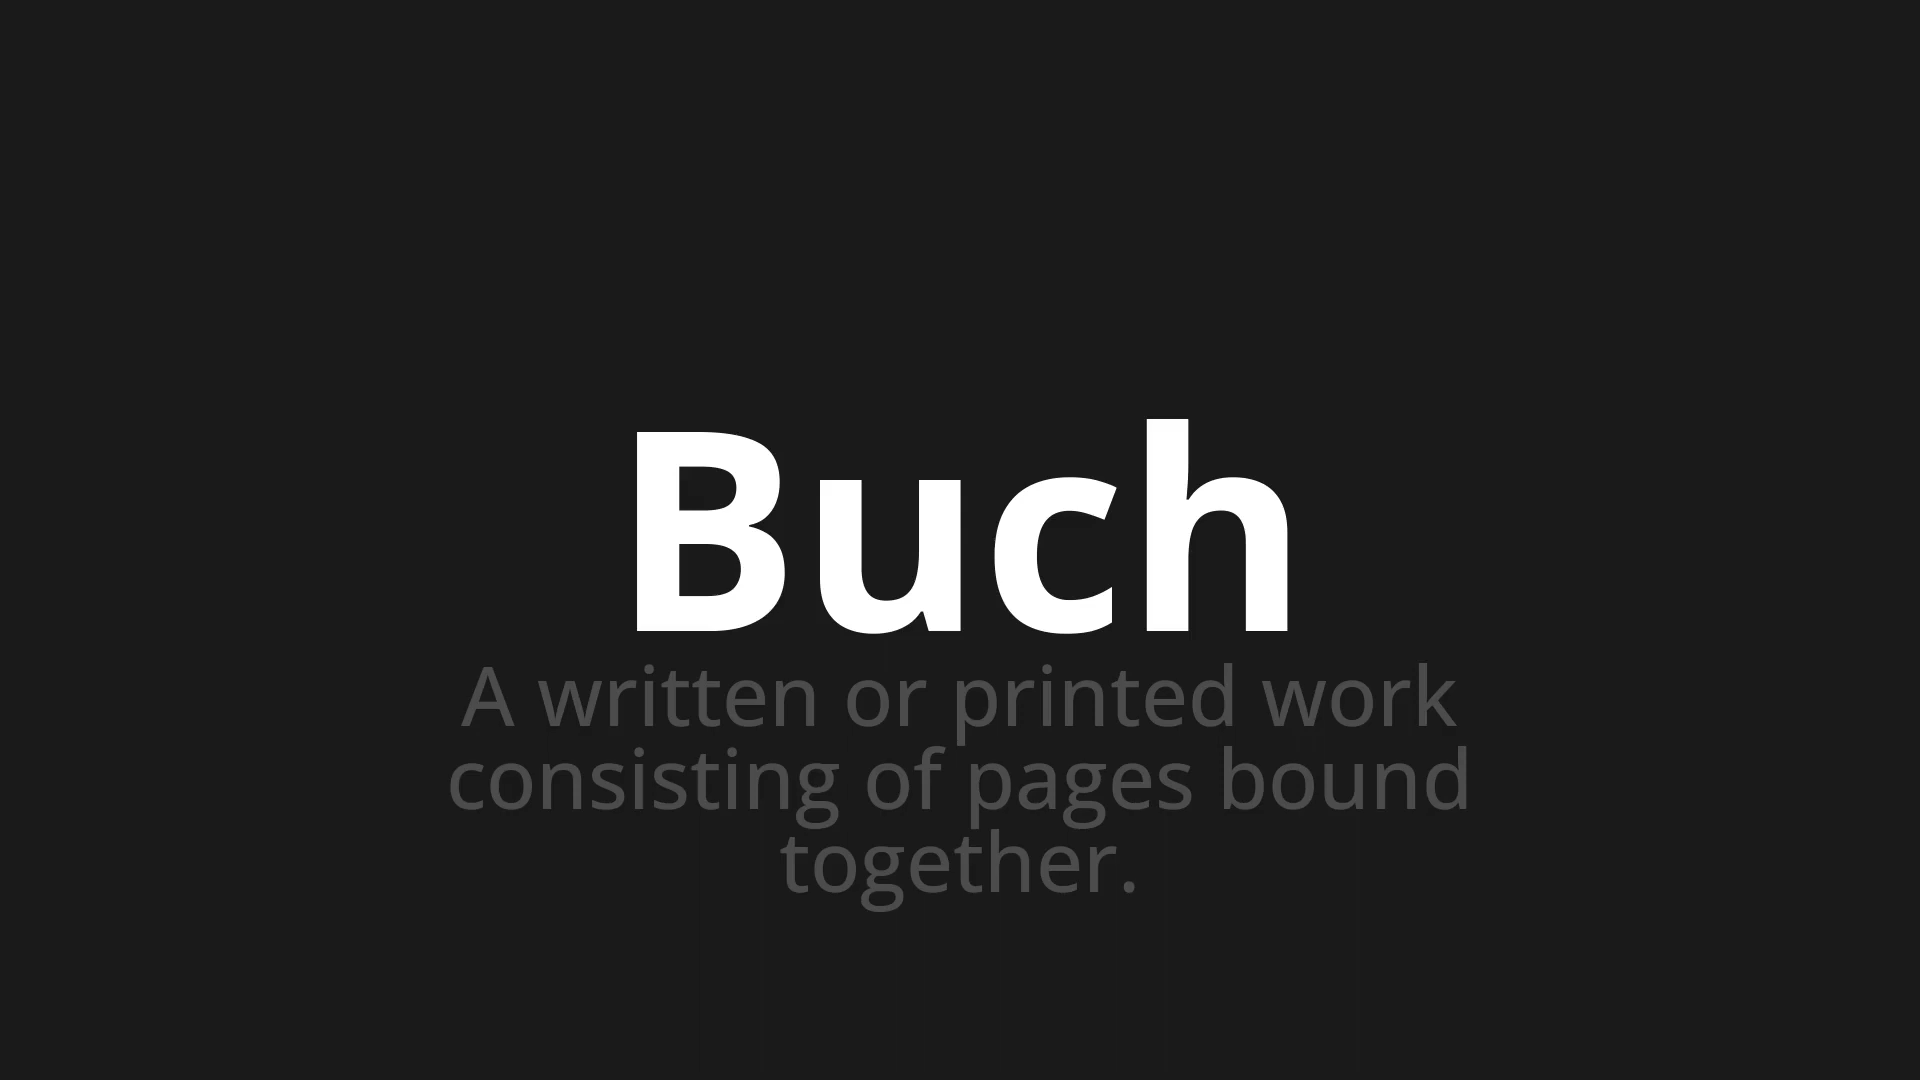 Buch
A written or printed work
consisting of pages bound
together.